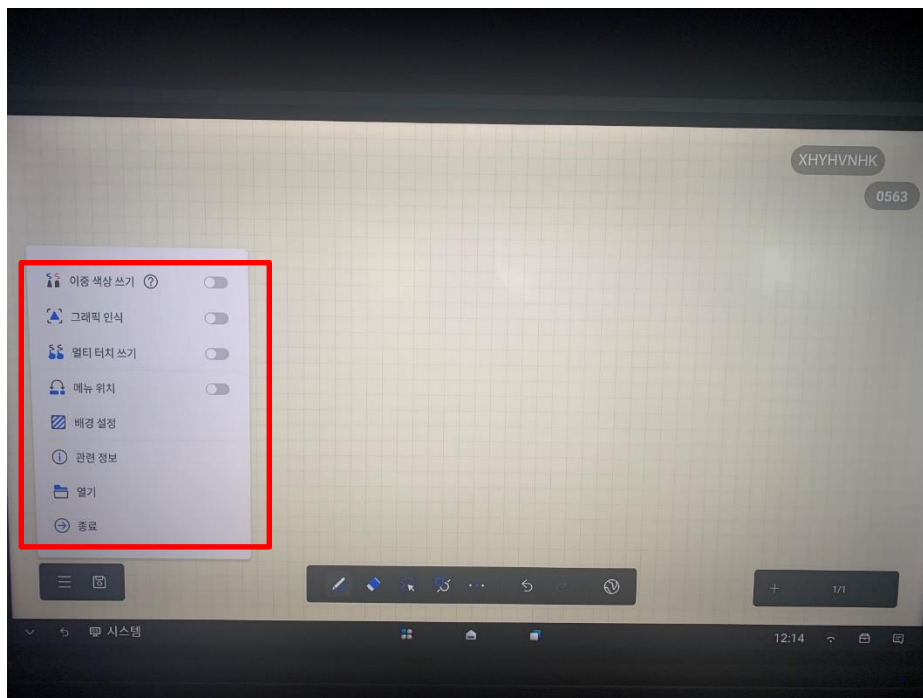 XHYHVNHK
0563
이중 색상 쓰기 ?
그래픽 인식
멀티 터치 쓰기
메뉴 위치
배경 설정
관련 정보
열기
종료
+ 1/1
시스템
12:14